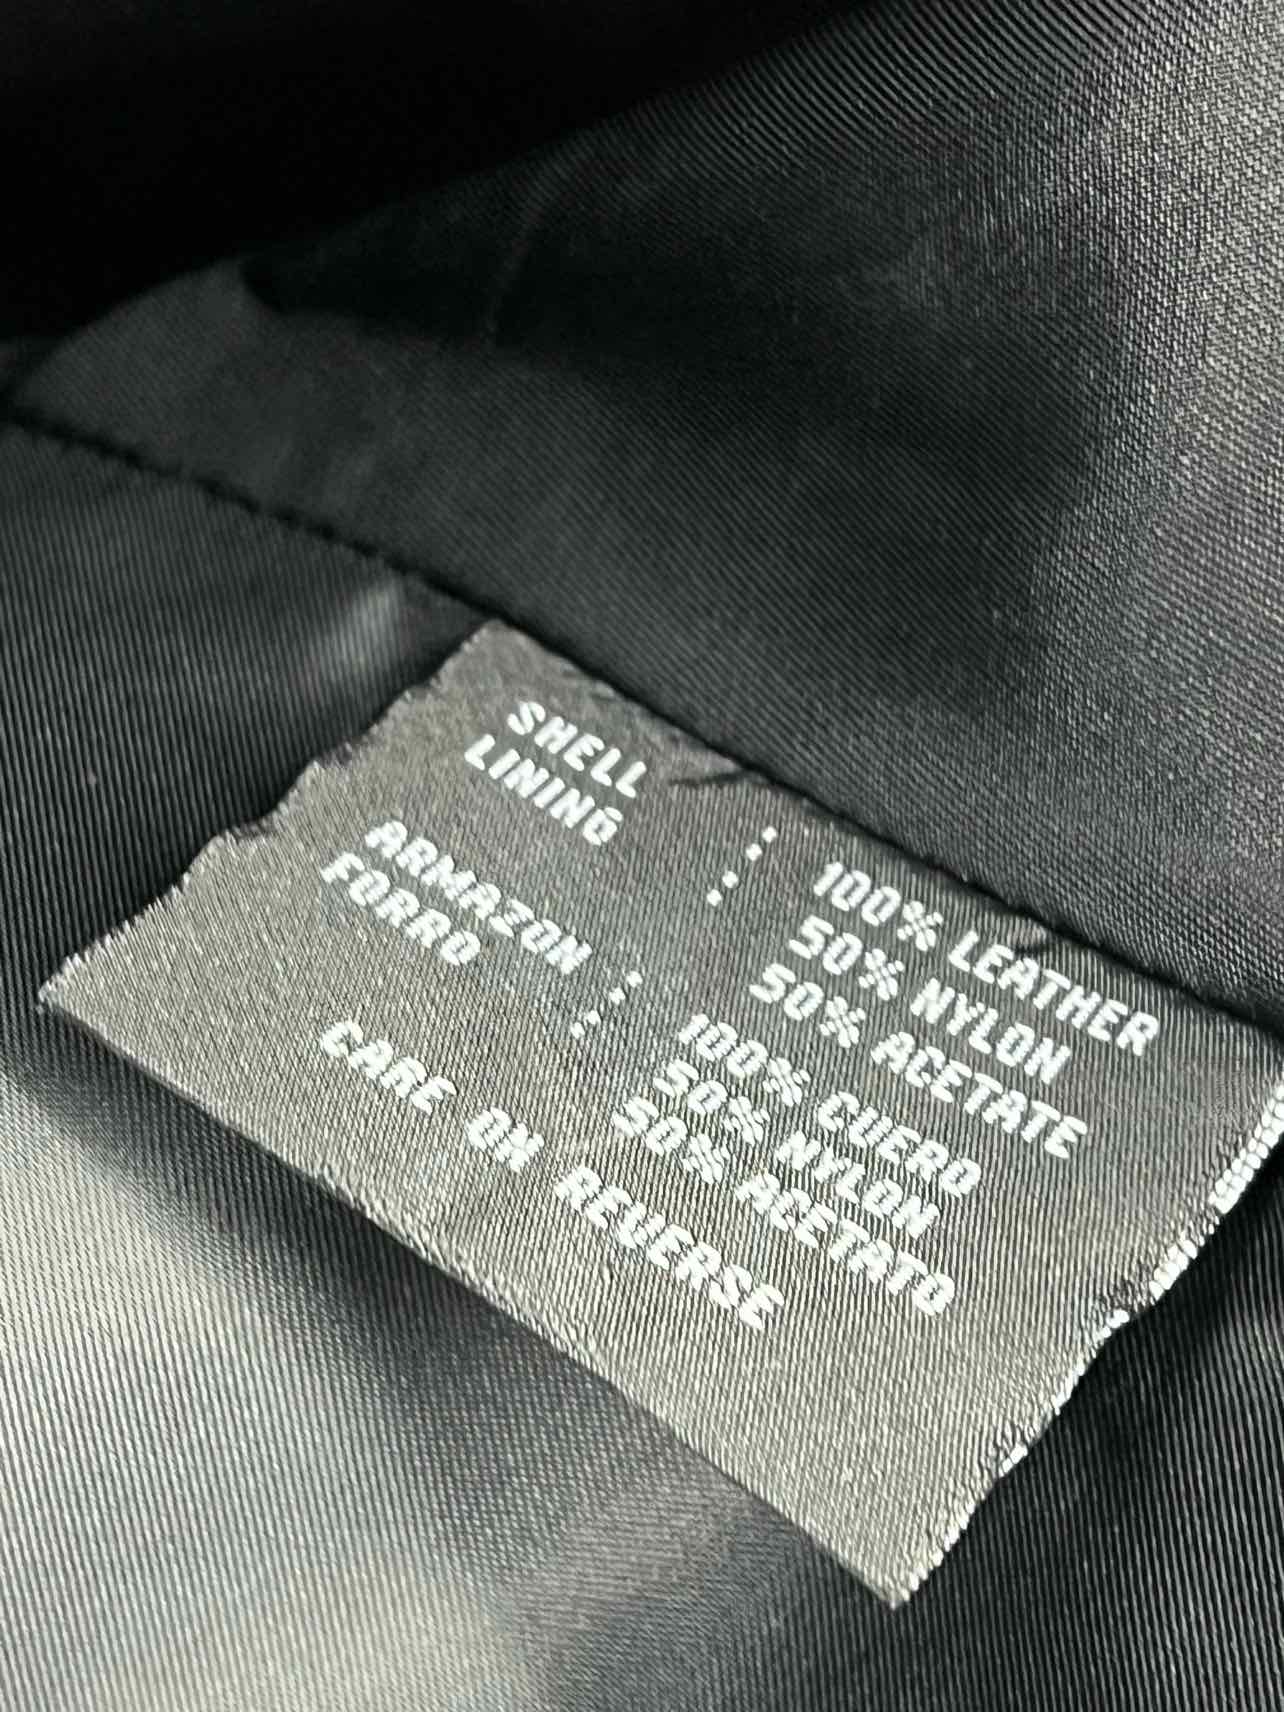 SHELL : 100% LEATHER
LINING : 50% NYLON
50% ACETATE
ARMAZON : 100% CUERO
FORRO : 50% NYLON
50% ACETATO
CARE ON REVERSE